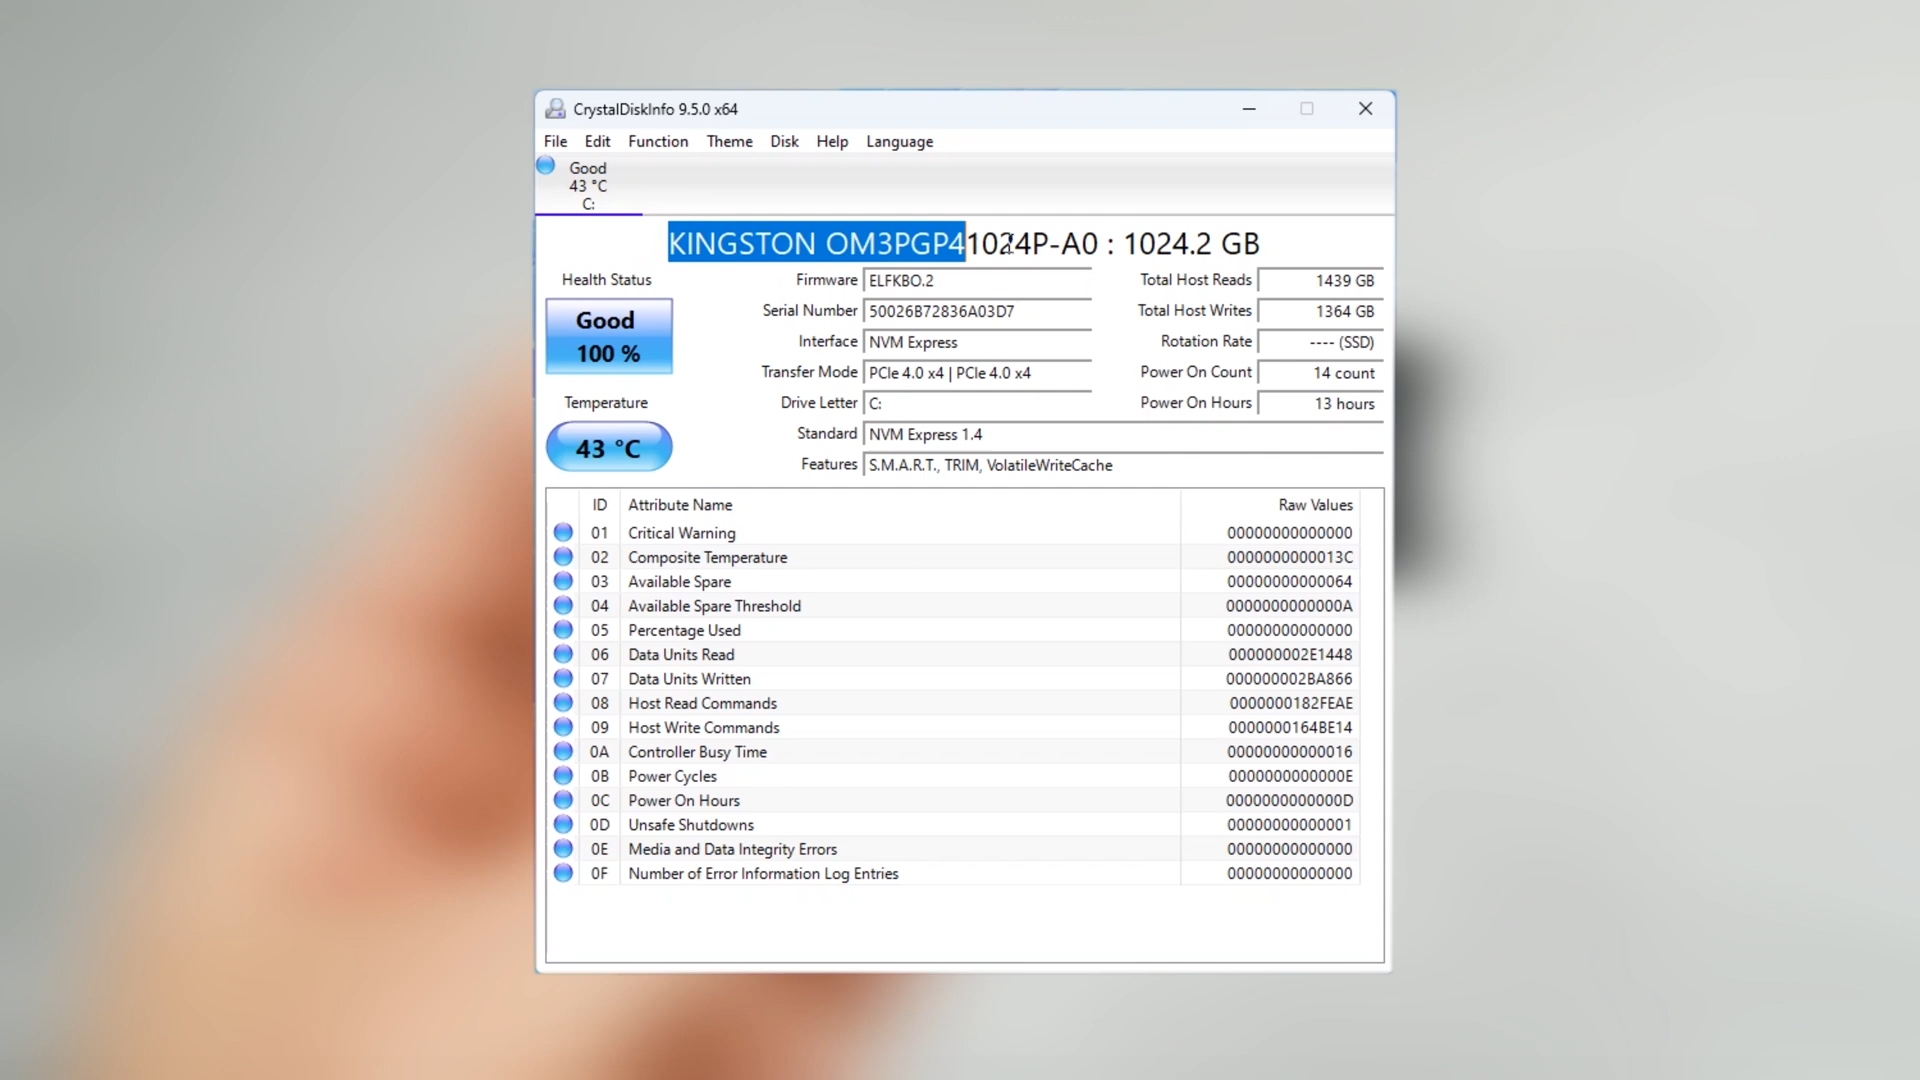 CrystalDiskInfo 9.5.0 x64
File Edit Function Theme Disk Help Language
Good
43 °C
C:
KINGSTON OM3PGP41024P-A0 : 1024.2 GB
Health Status
Good
100 %
Temperature
43 °C
Firmware ELFKBO.2
Serial Number 50026B72836A03D7
Interface NVM Express
Transfer Mode PCIe 4.0 x4 | PCIe 4.0 x4
Drive Letter C:
Standard NVM Express 1.4
Features S.M.A.R.T., TRIM, VolatileWriteCache
Total Host Reads 1439 GB
Total Host Writes 1364 GB
Rotation Rate ---- (SSD)
Power On Count 14 count
Power On Hours 13 hours
ID Attribute Name Raw Values
01 Critical Warning 00000000000000
02 Composite Temperature 0000000000013C
03 Available Spare 00000000000064
04 Available Spare Threshold 0000000000000A
05 Percentage Used 00000000000000
06 Data Units Read 000000002E1448
07 Data Units Written 000000002BA866
08 Host Read Commands 0000000182FEAE
09 Host Write Commands 0000000164BE14
0A Controller Busy Time 00000000000016
0B Power Cycles 0000000000000E
0C Power On Hours 0000000000000D
0D Unsafe Shutdowns 00000000000001
0E Media and Data Integrity Errors 00000000000000
0F Number of Error Information Log Entries 00000000000000